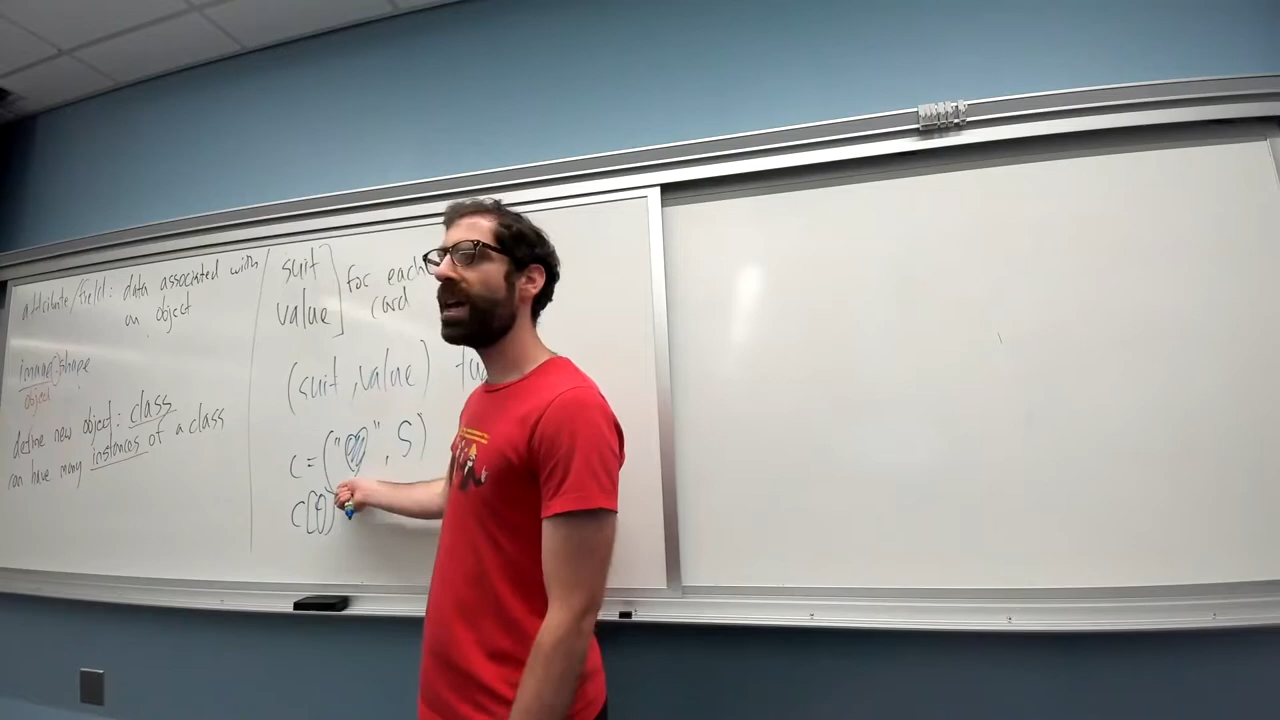 attribute/field: data associated with
an object
image.shape
object
define new object: class
can have many instances of a class
suit
value
for each
card
(suit, value)
c = ("♡", 5)
c[0]